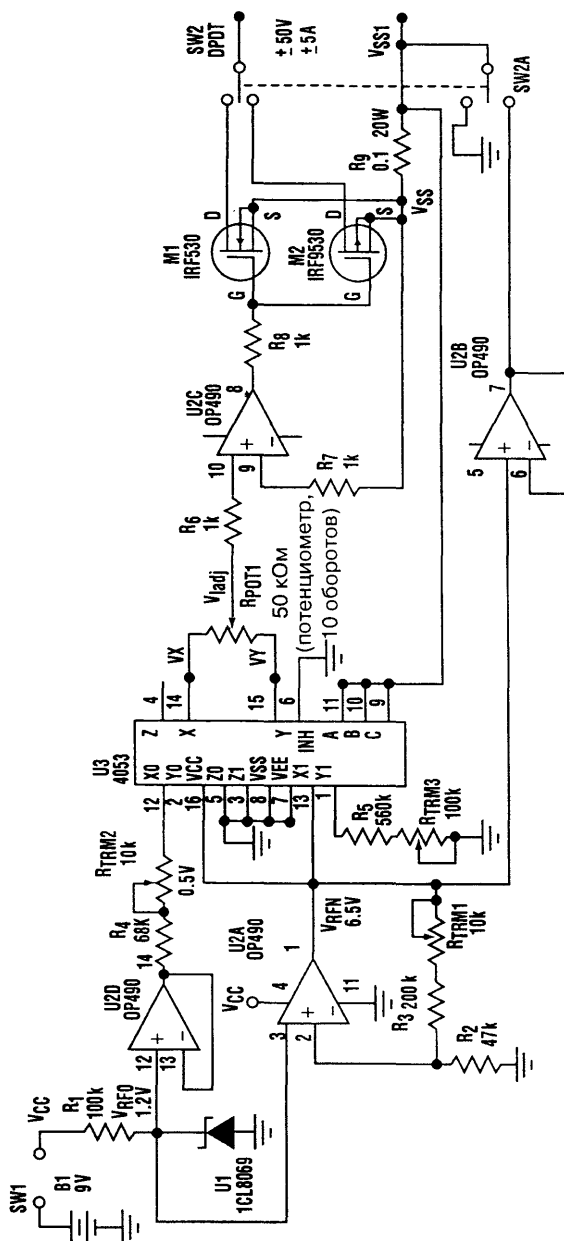 SW1
B1
9V
VCC
R1
100k
VRF0
1.2V
U1
1CL8069
U2D
OP490
12
13
14
R4
68K
RTRM2
10k
0.5V
U2A
OP490
VCC
3
2
4
11
1
VRFN
6.5V
R3 200k
R2
47k
RTRM1
10k
U3
4053
12
2
16
5
3
8
7
13
1
X0
Y0
VCC
Z0
Z1
VSS
VEE
X1
Y1
Z
X
Y
INH
A
B
C
4
14
15
6
11
10
9
R5
560k
RTRM3
100k
VX
VY
VIadj
RPOT1
50 кОм
(потенциометр,
10 оборотов)
R6
1k
U2C
OP490
10
9
8
R7
1k
R8
1k
M1
IRF530
G
D
S
M2
IRF9530
G
D
S
VSS
R9
0.1
20W
SW2
DPDT
± 50V
± 5A
VSS1
SW2A
U2B
OP490
5
6
7